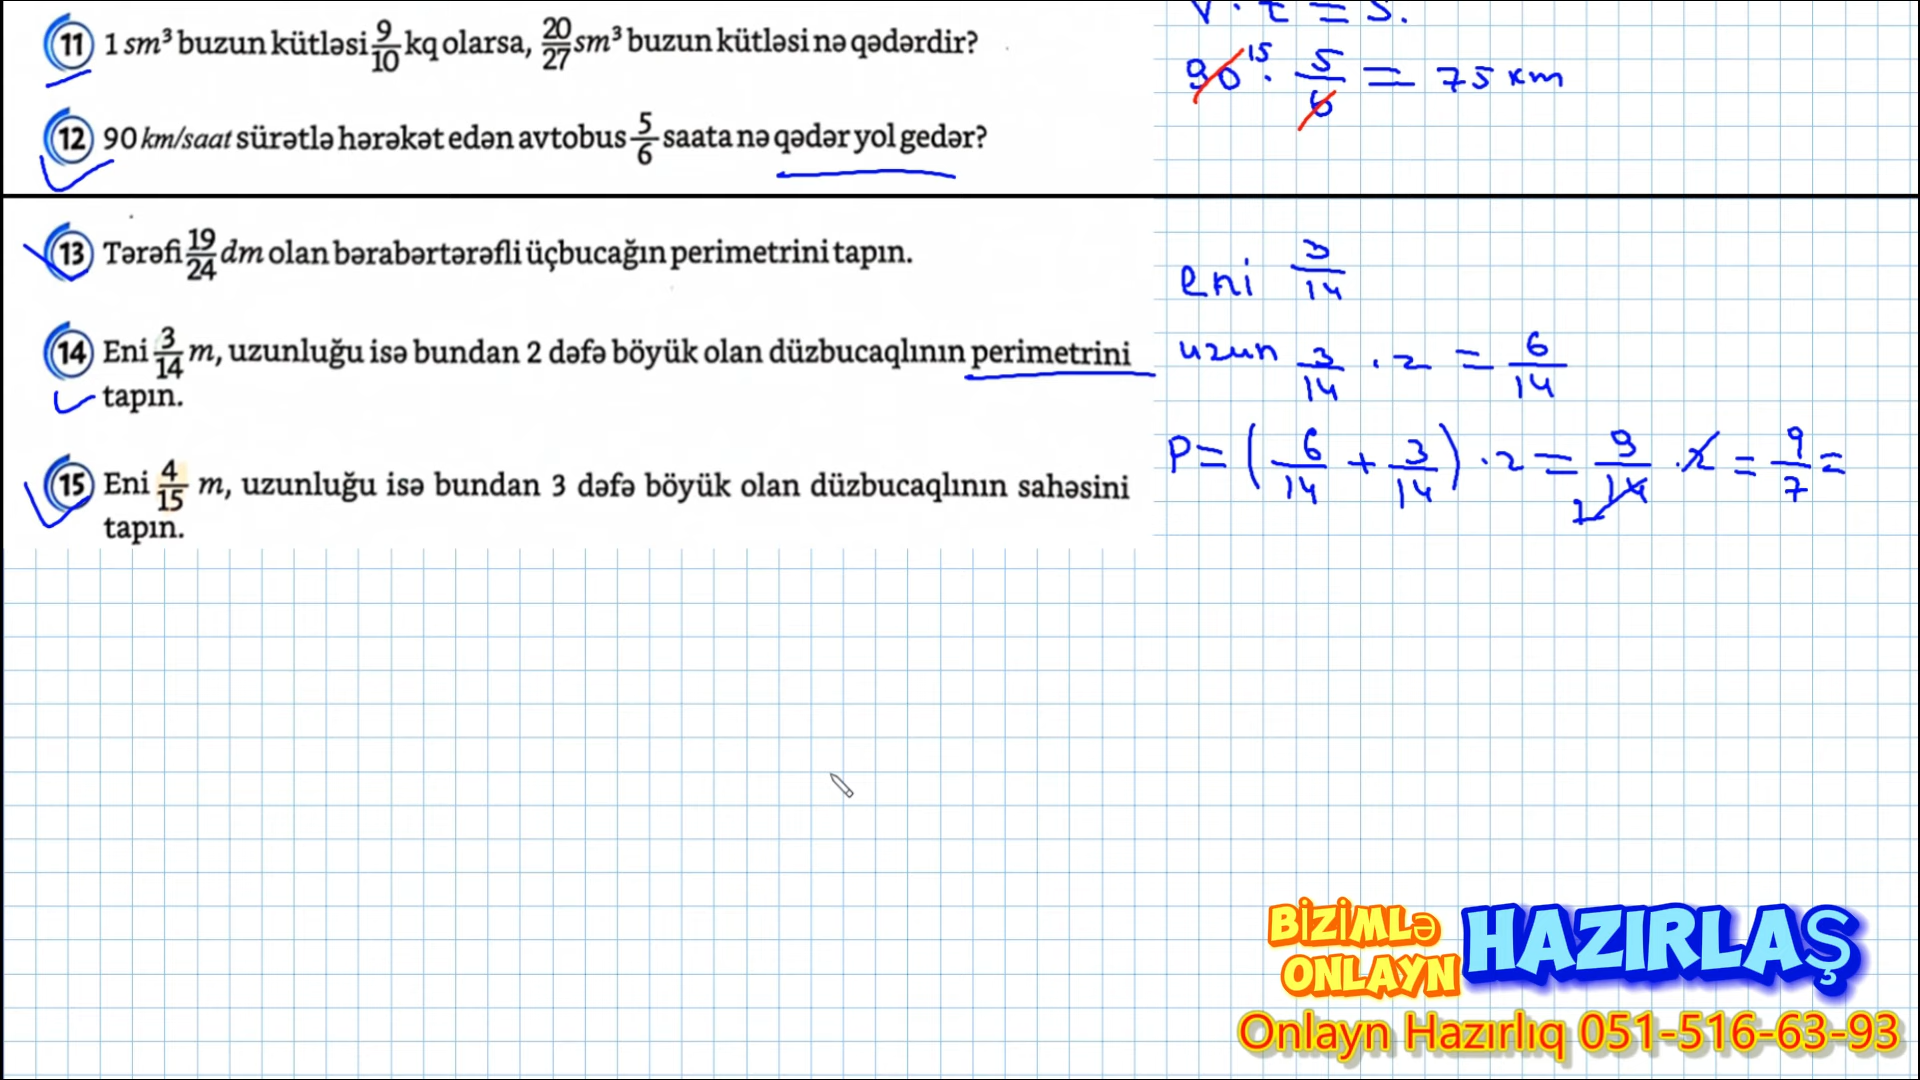 11 1 sm³ buzun kütləsi 9/10 kq olarsa, 20/27 sm³ buzun kütləsi nə qədərdir?
12 90 km/saat sürətlə hərəkət edən avtobus 5/6 saata nə qədər yol gedər?
13 Tərəfi 19/24 dm olan bərabərtərəfli üçbucağın perimetrini tapın.
14 Eni 3/14 m, uzunluğu isə bundan 2 dəfə böyük olan düzbucaqlının perimetrini
tapın.
15 Eni 4/15 m, uzunluğu isə bundan 3 dəfə böyük olan düzbucaqlının sahəsini
tapın.
V · t = S.
90 15 · 5/6 = 75 km
eni 3/14
uzun 3/14 · 2 = 6/14
P = (6/14 + 3/14) · 2 = 9/14 · 2 = 9/7 =
BİZİMLƏ
ONLAYN
HAZIRLAŞ
Onlayn Hazırlıq 051-516-63-93